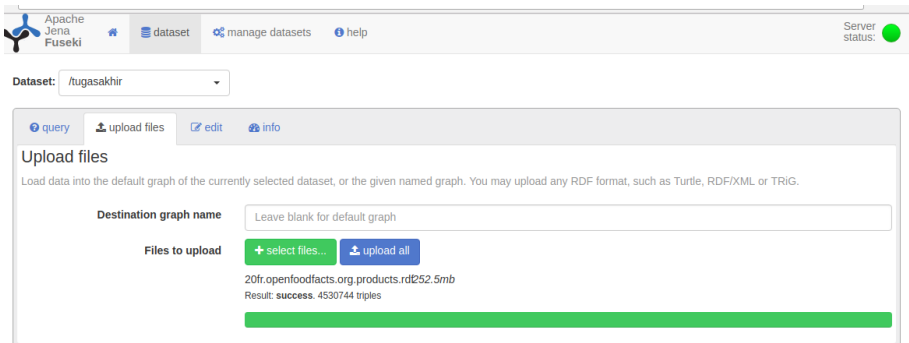 Apache
Jena
Fuseki
dataset
manage datasets
help
Server
status:
Dataset: /tugasakhir
query
upload files
edit
info
Upload files
Load data into the default graph of the currently selected dataset, or the given named graph. You may upload any RDF format, such as Turtle, RDF/XML or TRiG.
Destination graph name
Leave blank for default graph
Files to upload
select files...
upload all
20fr.openfoodfacts.org.products.rdf252.5mb
Result: success. 4530744 triples